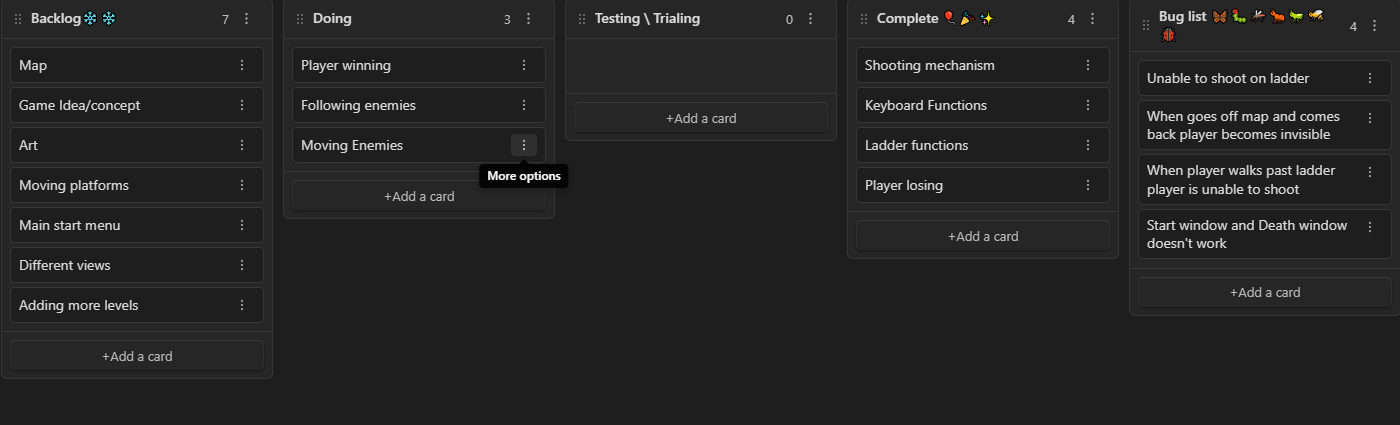 Backlog❄️❄️ 7
Map
Game Idea/concept
Art
Moving platforms
Main start menu
Different views
Adding more levels
+Add a card
Doing 3
Player winning
Following enemies
Moving Enemies
More options
+Add a card
Testing \ Trialing 0
+Add a card
Complete 🎈🎉✨ 4
Shooting mechanism
Keyboard Functions
Ladder functions
Player losing
+Add a card
Bug list 🦋🐛🦟🐜🦗🐝
🐞 4
Unable to shoot on ladder
When goes off map and comes
back player becomes invisible
When player walks past ladder
player is unable to shoot
Start window and Death window
doesn't work
+Add a card